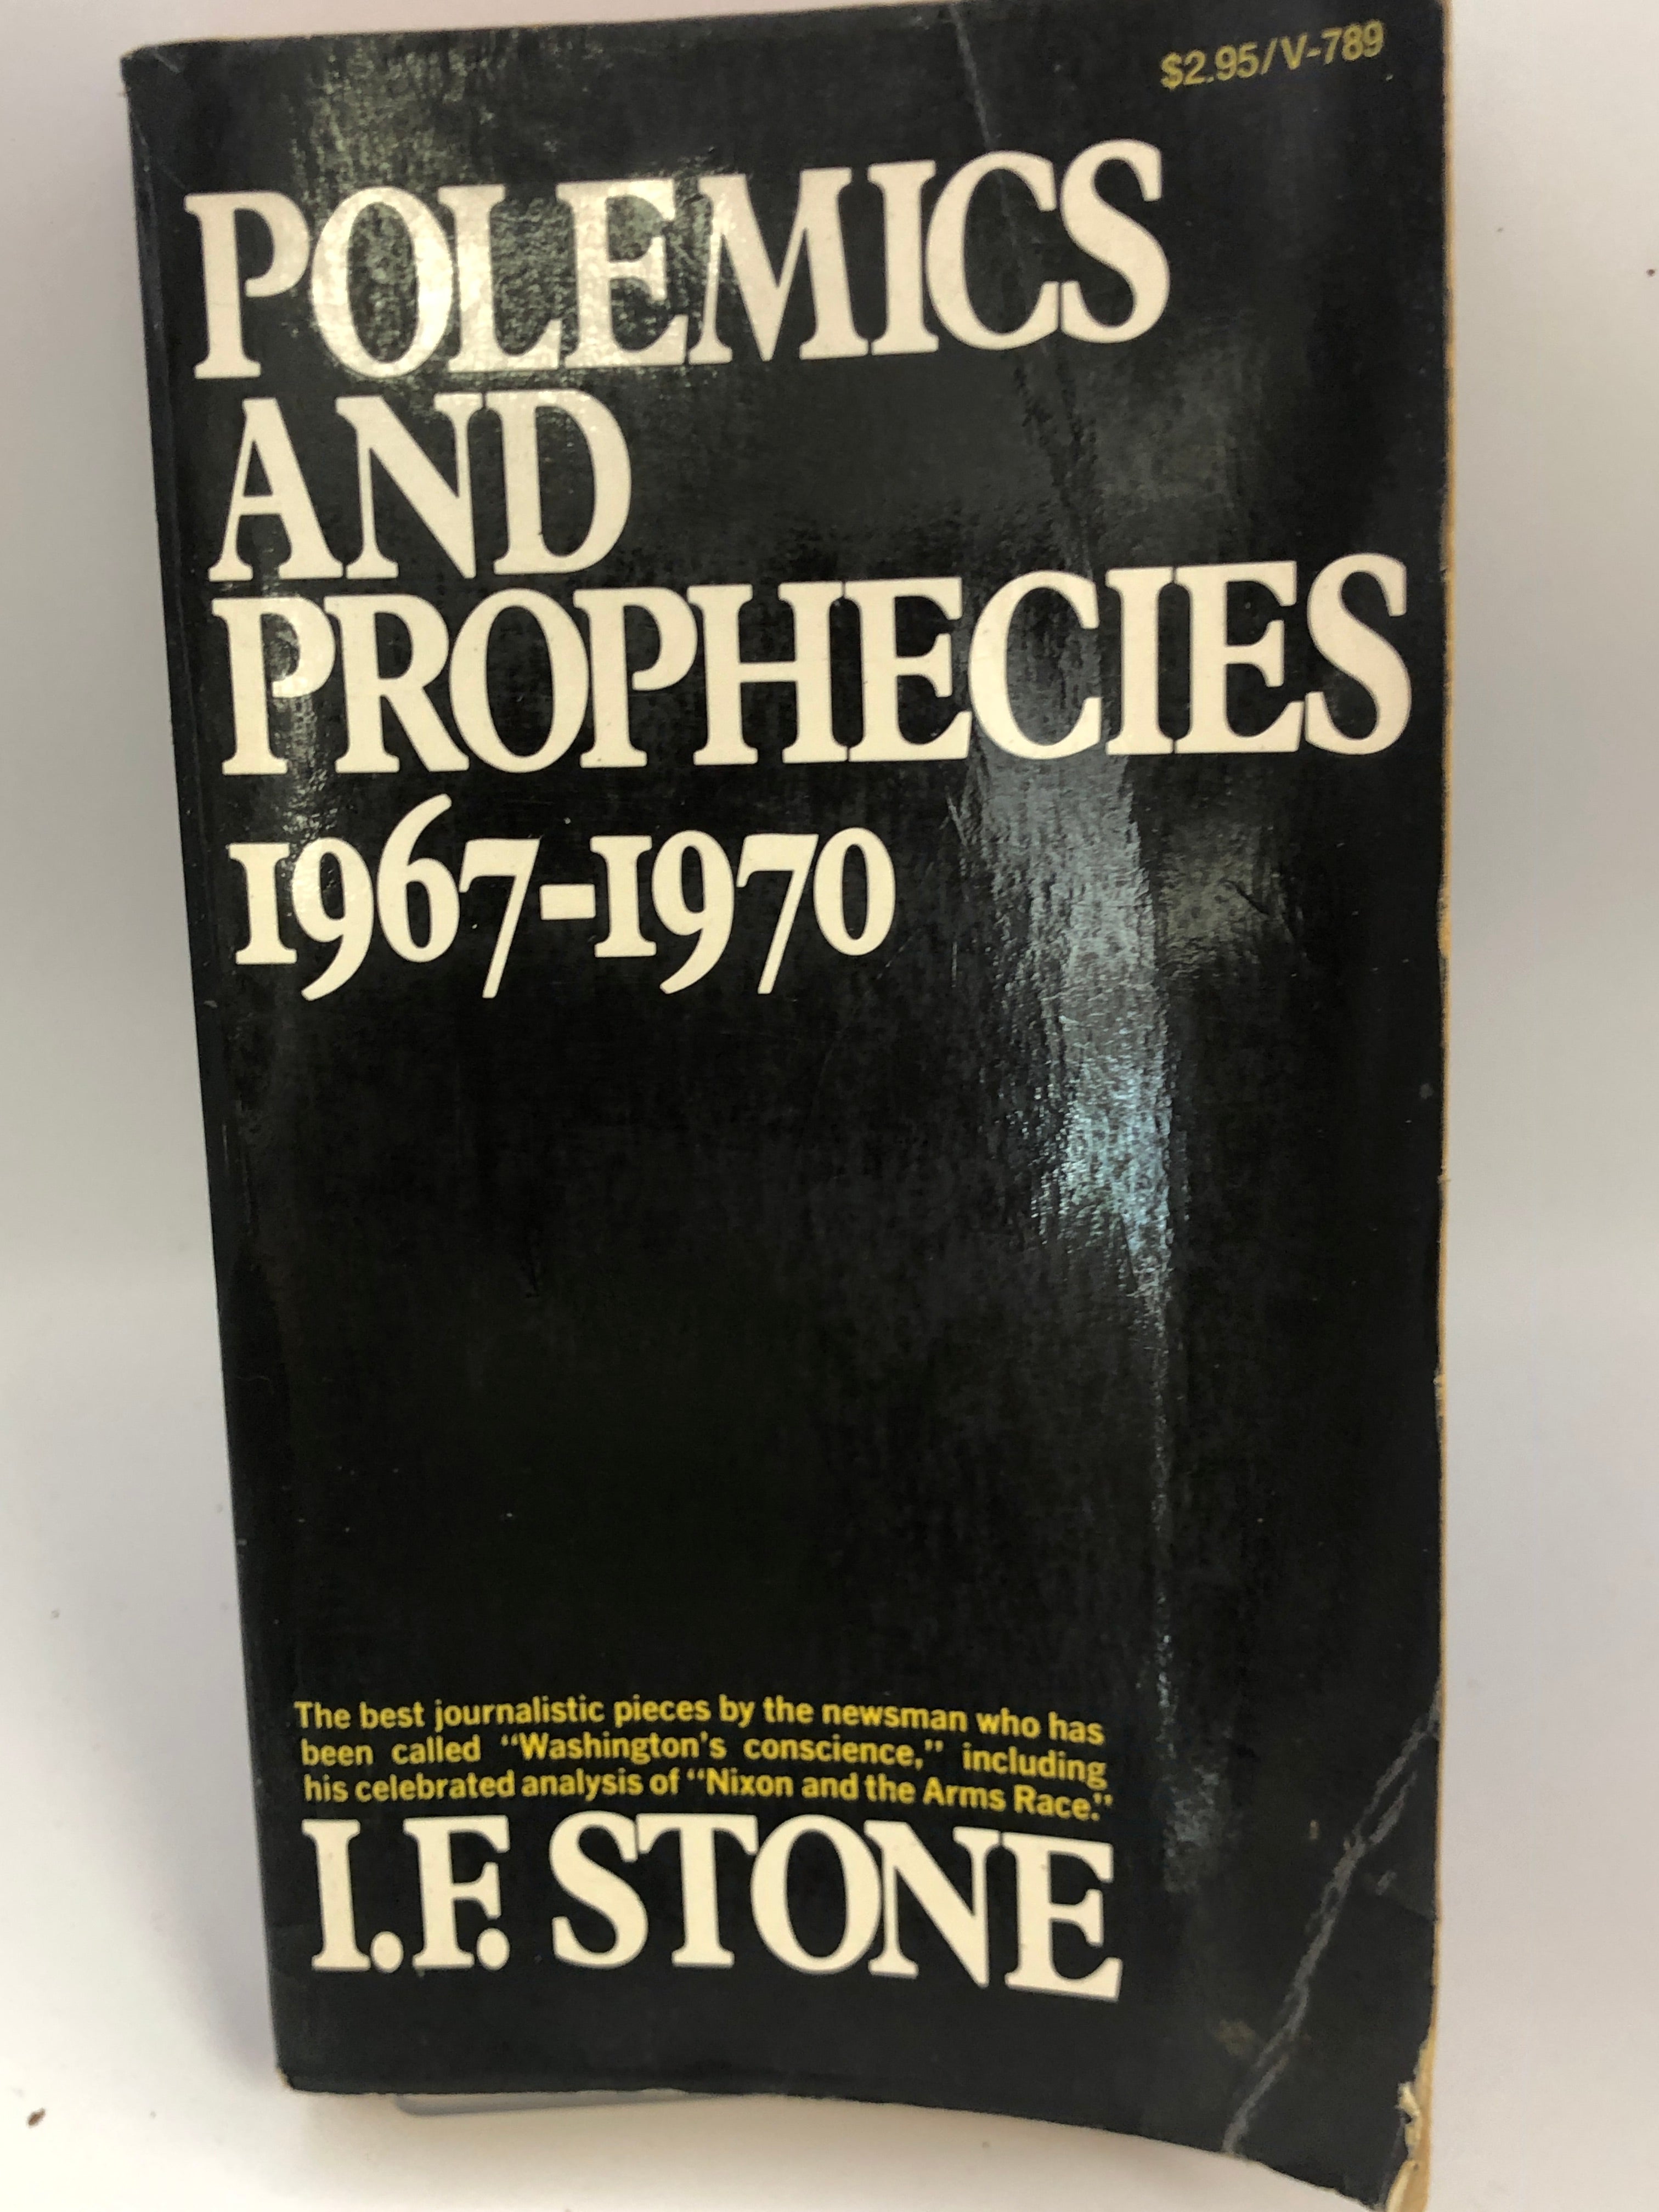 $2.95/V-789
POLEMICS
AND
PROPHECIES
1967-1970
The best journalistic pieces by the newsman who has
been called “Washington’s conscience,” including
his celebrated analysis of “Nixon and the Arms Race.”
I.F. STONE